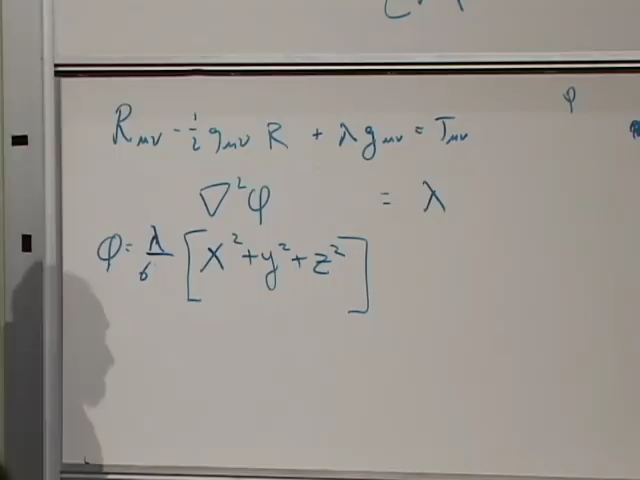 φ
R_μν - 1/2 g_μν R + λ g_μν = T_μν
∇²φ = λ
φ = λ/6 [x² + y² + z²]